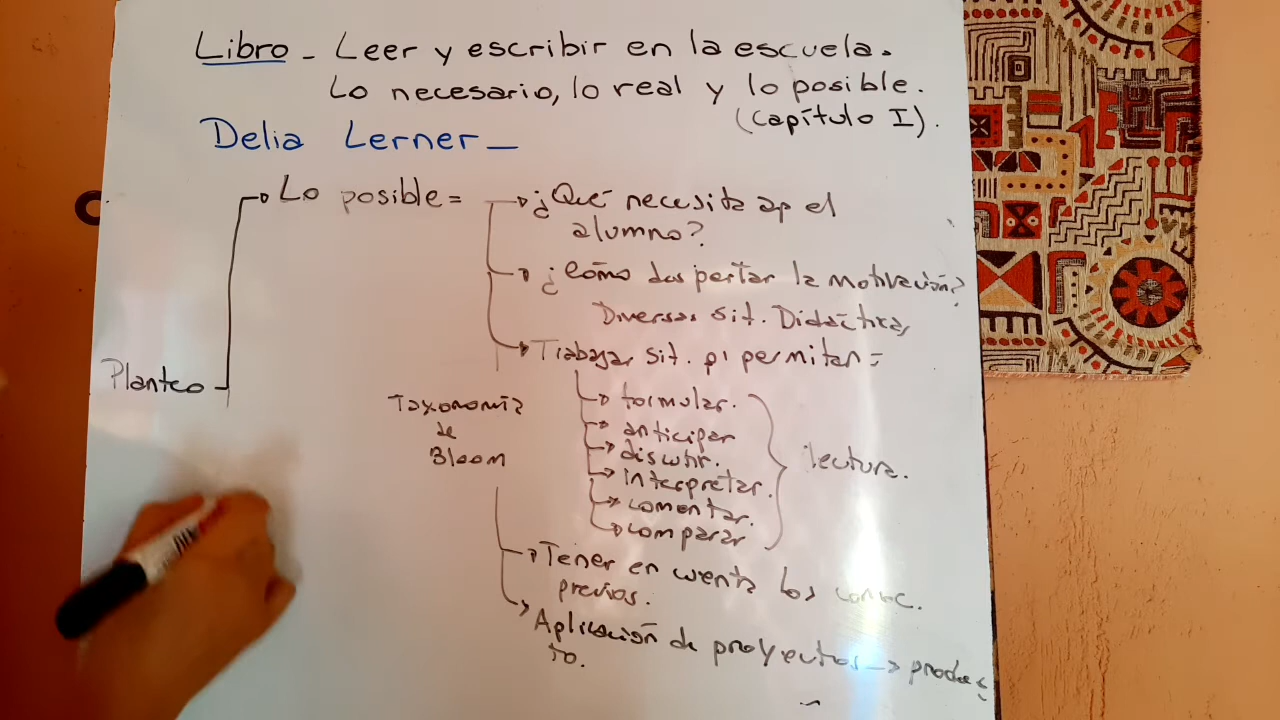 Libro - Leer y escribir en la escuela.
Lo necesario, lo real y lo posible.
(capítulo I).
Delia Lerner -
Lo posible =
¿Qué necesita ap el
alumno?
¿Cómo despertar la motivación?
Diversas sit. Didáctica,
Trabajar sit. p/ permitan =
Planteo
Taxonomía
de
Bloom
formular.
anticipar
discutir.
interpretar.
comentar.
comparar
lectura.
Tener en cuenta los conoc.
previos.
Aplicación de proyectos -> produc
to.